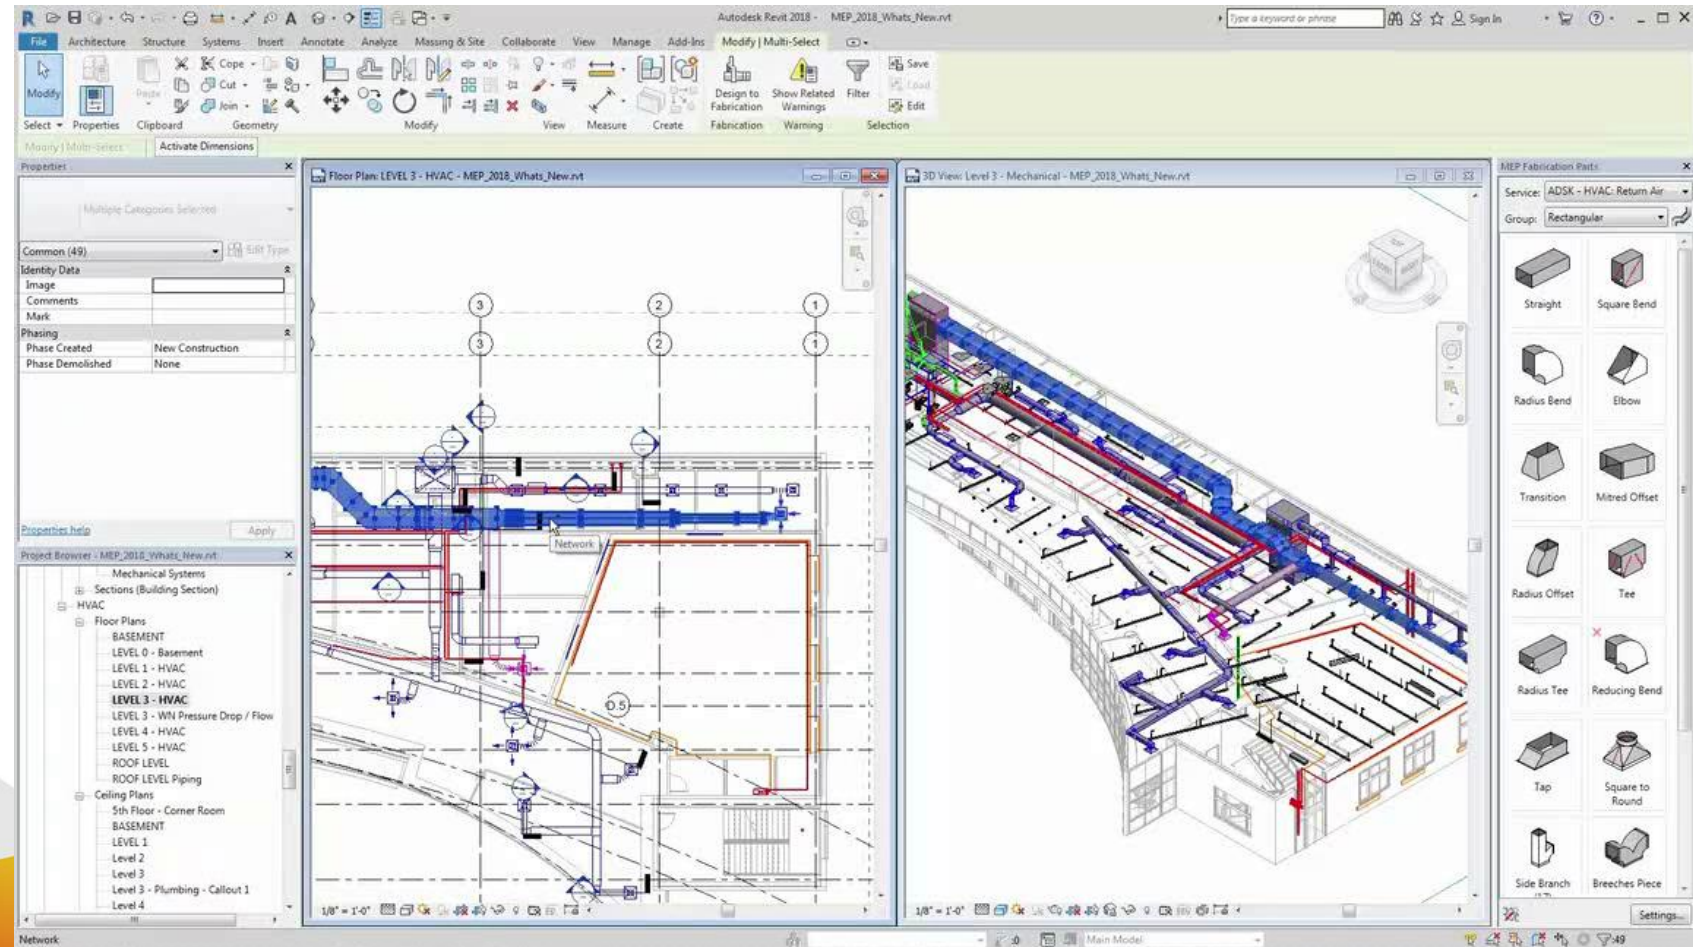 Autodesk Revit 2018 - MEP_2018_Whats_New.rvt
Type a keyword or phrase
Sign In
File Architecture Structure Systems Insert Annotate Analyze Massing & Site Collaborate View Manage Add-Ins Modify | Multi-Select
Modify
Paste
Cope
Cut
Join
Design to Fabrication
Show Related Warnings
Filter
Save
Load
Edit
Select Properties Clipboard Geometry Modify View Measure Create Fabrication Warning Selection
Modify | Multi-Select Activate Dimensions
Properties
Multiple Categories Selected
Common (49) Edit Type
Identity Data
Image
Comments
Mark
Phasing
Phase Created New Construction
Phase Demolished None
Properties help Apply
Project Browser - MEP_2018_Whats_New.rvt
Mechanical Systems
Sections (Building Section)
HVAC
Floor Plans
BASEMENT
LEVEL 0 - Basement
LEVEL 1 - HVAC
LEVEL 2 - HVAC
LEVEL 3 - HVAC
LEVEL 3 - WN Pressure Drop / Flow
LEVEL 4 - HVAC
LEVEL 5 - HVAC
ROOF LEVEL
ROOF LEVEL Piping
Ceiling Plans
5th Floor - Corner Room
BASEMENT
LEVEL 1
Level 2
Level 3
Level 3 - Plumbing - Callout 1
Level 4
Floor Plan: LEVEL 3 - HVAC - MEP_2018_Whats_New.rvt
3 2 1
3 2 1
Network
0.5
1/8" = 1'-0"
3D View: Level 3 - Mechanical - MEP_2018_Whats_New.rvt
1/8" = 1'-0"
MEP Fabrication Parts
Service: ADSK - HVAC: Return Air
Group: Rectangular
Straight
Square Bend
Radius Bend
Elbow
Transition
Mitred Offset
Radius Offset
Tee
Radius Tee
Reducing Bend
Tap
Square to
Round
Side Branch
Breeches Piece
Settings...
Network
:0
Main Model
:49